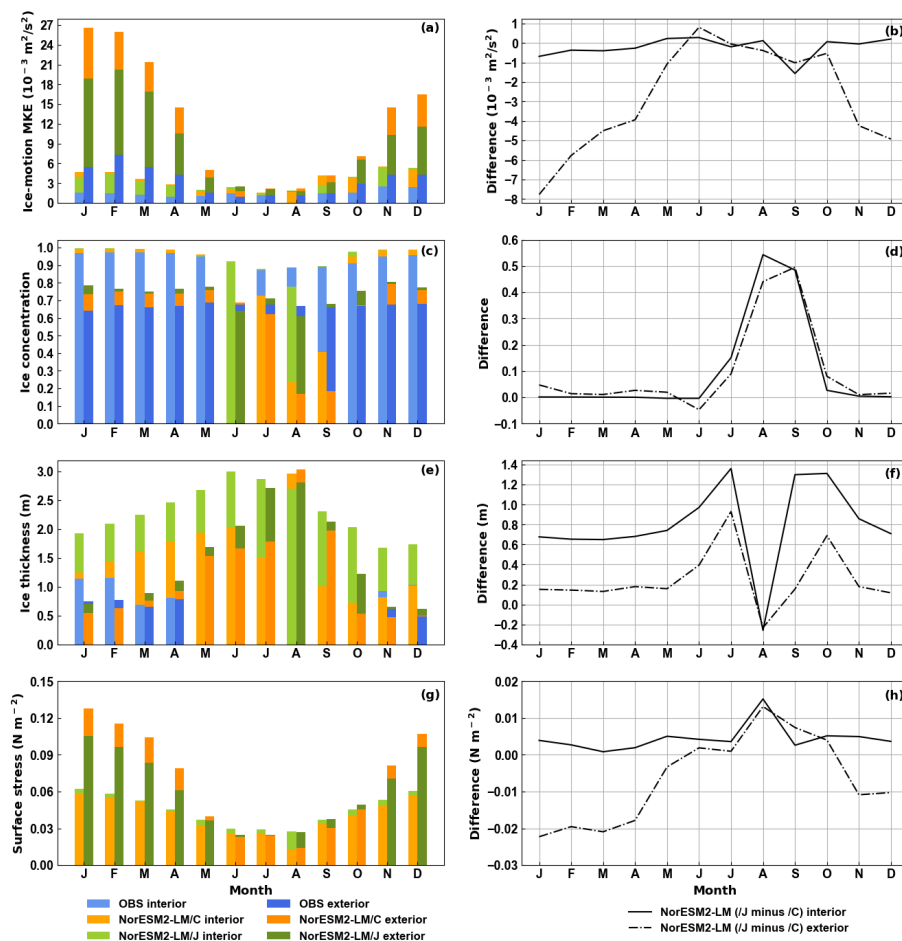 (a)
Ice-motion MKE (10⁻³ m²/s²)
27
24
21
18
15
12
9
6
3
0
J F M A M J J A S O N D
(b)
Difference (10⁻³ m²/s²)
1
0
−1
−2
−3
−4
−5
−6
−7
−8
J F M A M J J A S O N D
(c)
Ice concentration
1.0
0.9
0.8
0.7
0.6
0.5
0.4
0.3
0.2
0.1
0.0
J F M A M J J A S O N D
(d)
Difference
0.6
0.5
0.4
0.3
0.2
0.1
0.0
−0.1
J F M A M J J A S O N D
(e)
Ice thickness (m)
3.0
2.5
2.0
1.5
1.0
0.5
0.0
J F M A M J J A S O N D
(f)
Difference (m)
1.4
1.2
1.0
0.8
0.6
0.4
0.2
0.0
−0.2
−0.4
J F M A M J J A S O N D
(g)
Surface stress (N m⁻²)
0.15
0.12
0.09
0.06
0.03
0.00
J F M A M J J A S O N D
Month
(h)
Difference (N m⁻²)
0.02
0.01
0.00
−0.01
−0.02
−0.03
J F M A M J J A S O N D
Month
OBS interior
OBS exterior
NorESM2-LM/C interior
NorESM2-LM/C exterior
NorESM2-LM/J interior
NorESM2-LM/J exterior
NorESM2-LM (/J minus /C) interior
NorESM2-LM (/J minus /C) exterior